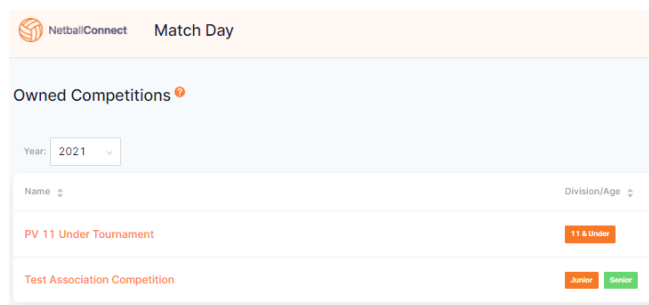 NetballConnect Match Day
Owned Competitions ?
Year: 2021
Name Division/Age
PV 11 Under Tournament 11 & Under
Test Association Competition Junior Senior